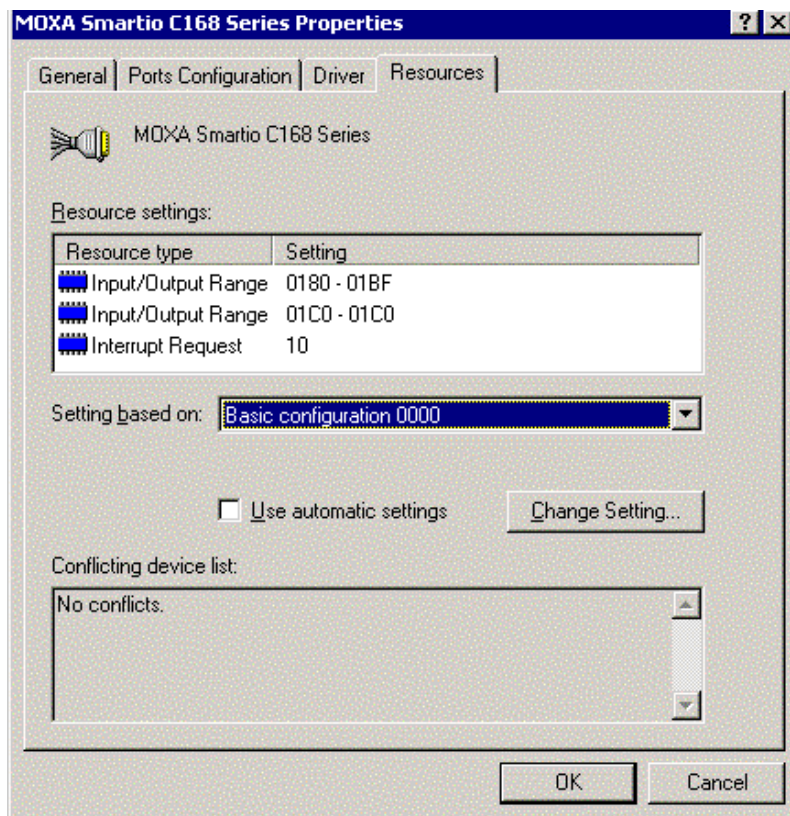 MOXA Smartio C168 Series Properties
General Ports Configuration Driver Resources
MOXA Smartio C168 Series
Resource settings:
Resource type Setting
Input/Output Range 0180 - 01BF
Input/Output Range 01C0 - 01C0
Interrupt Request 10
Setting based on: Basic configuration 0000
Use automatic settings Change Setting...
Conflicting device list:
No conflicts.
OK Cancel